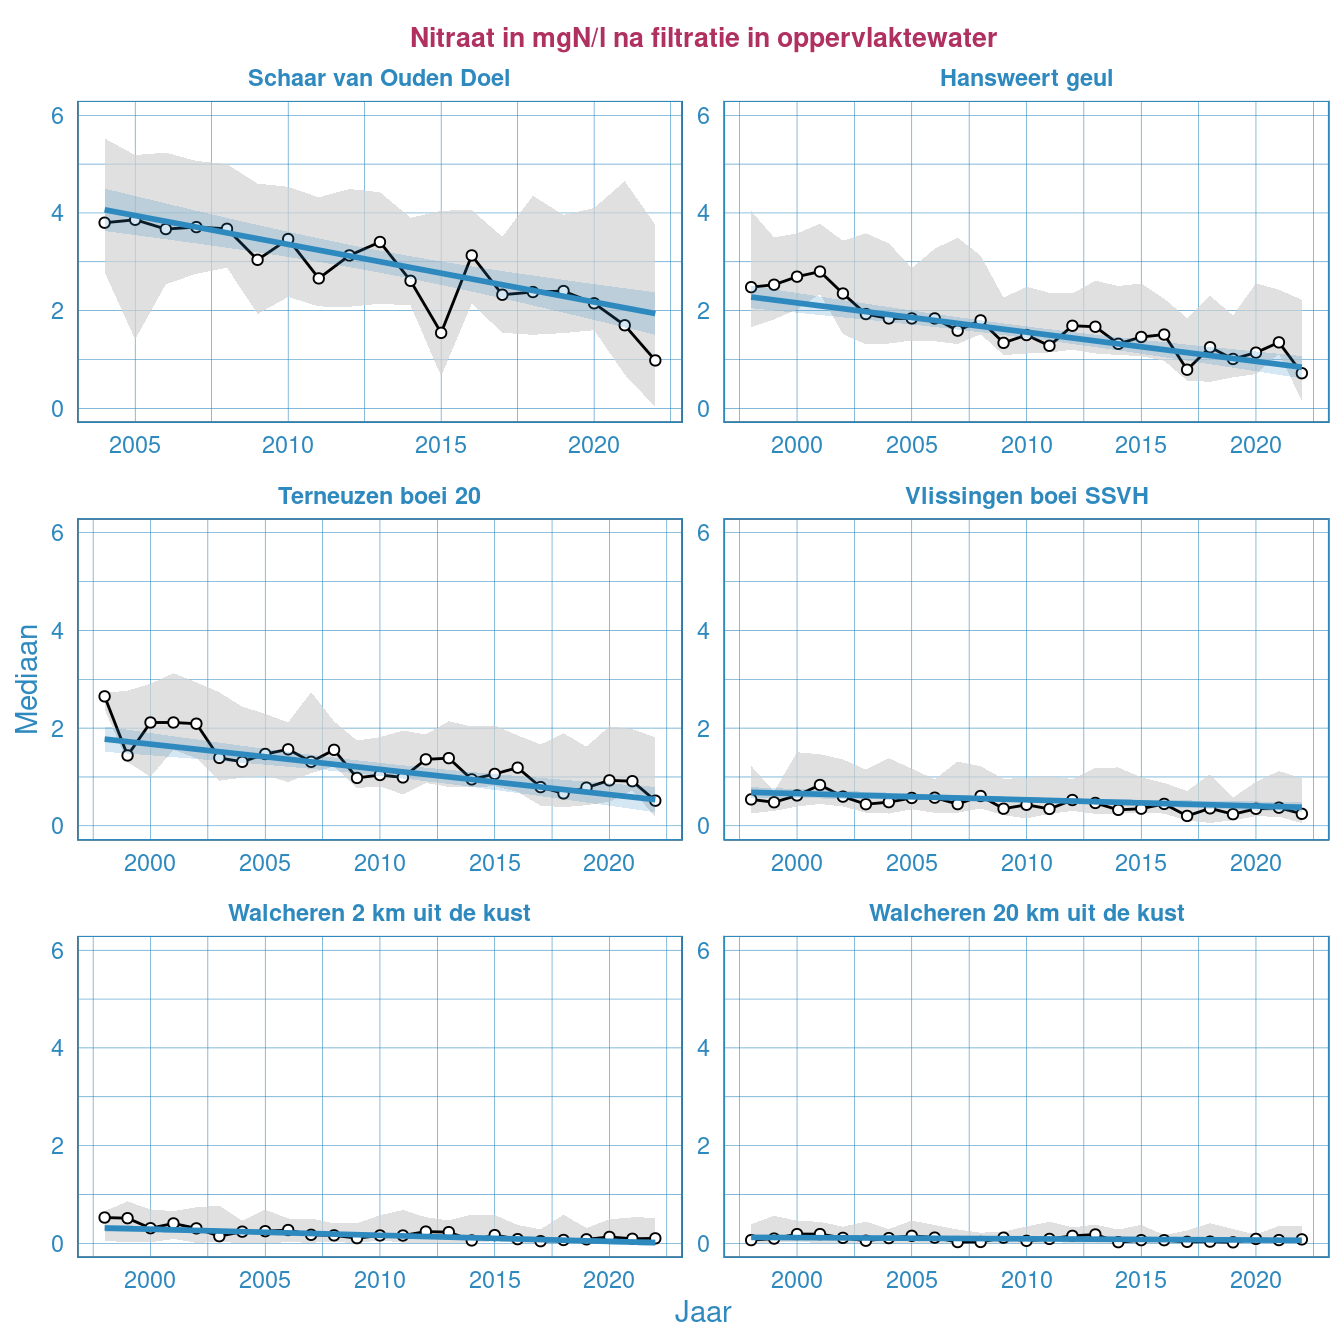 Nitraat in mgN/l na filtratie in oppervlaktewater
Schaar van Ouden Doel
Hansweert geul
6
4
2
0
2005 2010 2015 2020
6
4
2
0
2000 2005 2010 2015 2020
Terneuzen boei 20
Vlissingen boei SSVH
Mediaan
6
4
2
0
2000 2005 2010 2015 2020
6
4
2
0
2000 2005 2010 2015 2020
Walcheren 2 km uit de kust
Walcheren 20 km uit de kust
6
4
2
0
2000 2005 2010 2015 2020
6
4
2
0
2000 2005 2010 2015 2020
Jaar